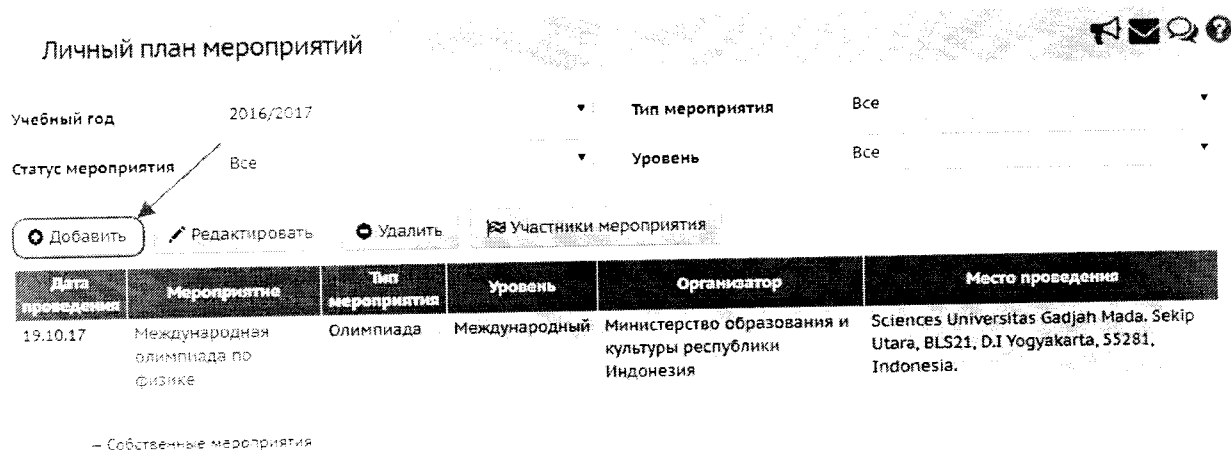 Личный план мероприятий
Учебный год 2016/2017 Тип мероприятия Все
Статус мероприятия Все Уровень Все
Добавить Редактировать Удалить Участники мероприятия
Дата проведения Мероприятие Тип мероприятия Уровень Организатор Место проведения
19.10.17 Международная олимпиада по физике Олимпиада Международный Министерство образования и культуры республики Индонезия Sciences Universitas Gadjah Mada. Sekip Utara, BLS21, D.I Yogyakarta, 55281, Indonesia.
– Собственные мероприятия